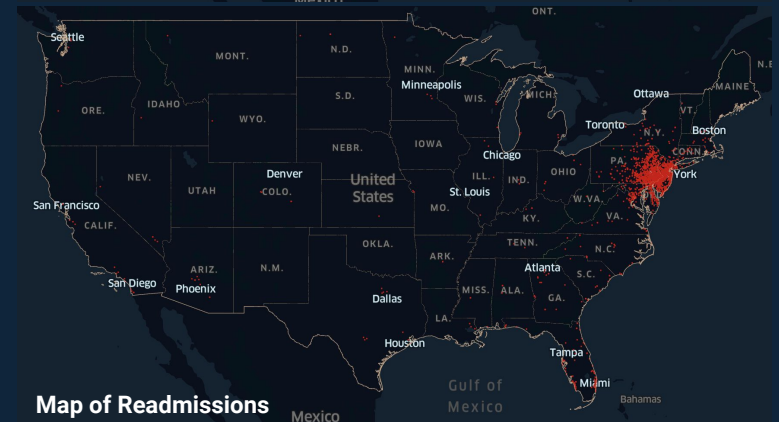 ONT.
Seattle
MONT.
N.D.
MINN.
Minneapolis
WIS.
MICH.
Ottawa
MAINE
VT.
ORE.
IDAHO
S.D.
WYO.
Toronto
N.Y.
Boston
NEBR.
IOWA
Chicago
PA.
CONN.
York
NEV.
UTAH
Denver
COLO.
United
States
ILL.
IND.
OHIO
St. Louis
MO.
W.VA.
VA.
San Francisco
CALIF.
KY.
OKLA.
TENN.
N.C.
ARK.
San Diego
ARIZ.
Phoenix
N.M.
Atlanta
S.C.
MISS.
ALA.
GA.
Dallas
LA.
Houston
Tampa
Miami
Gulf of
Mexico
Bahamas
Map of Readmissions
Mexico